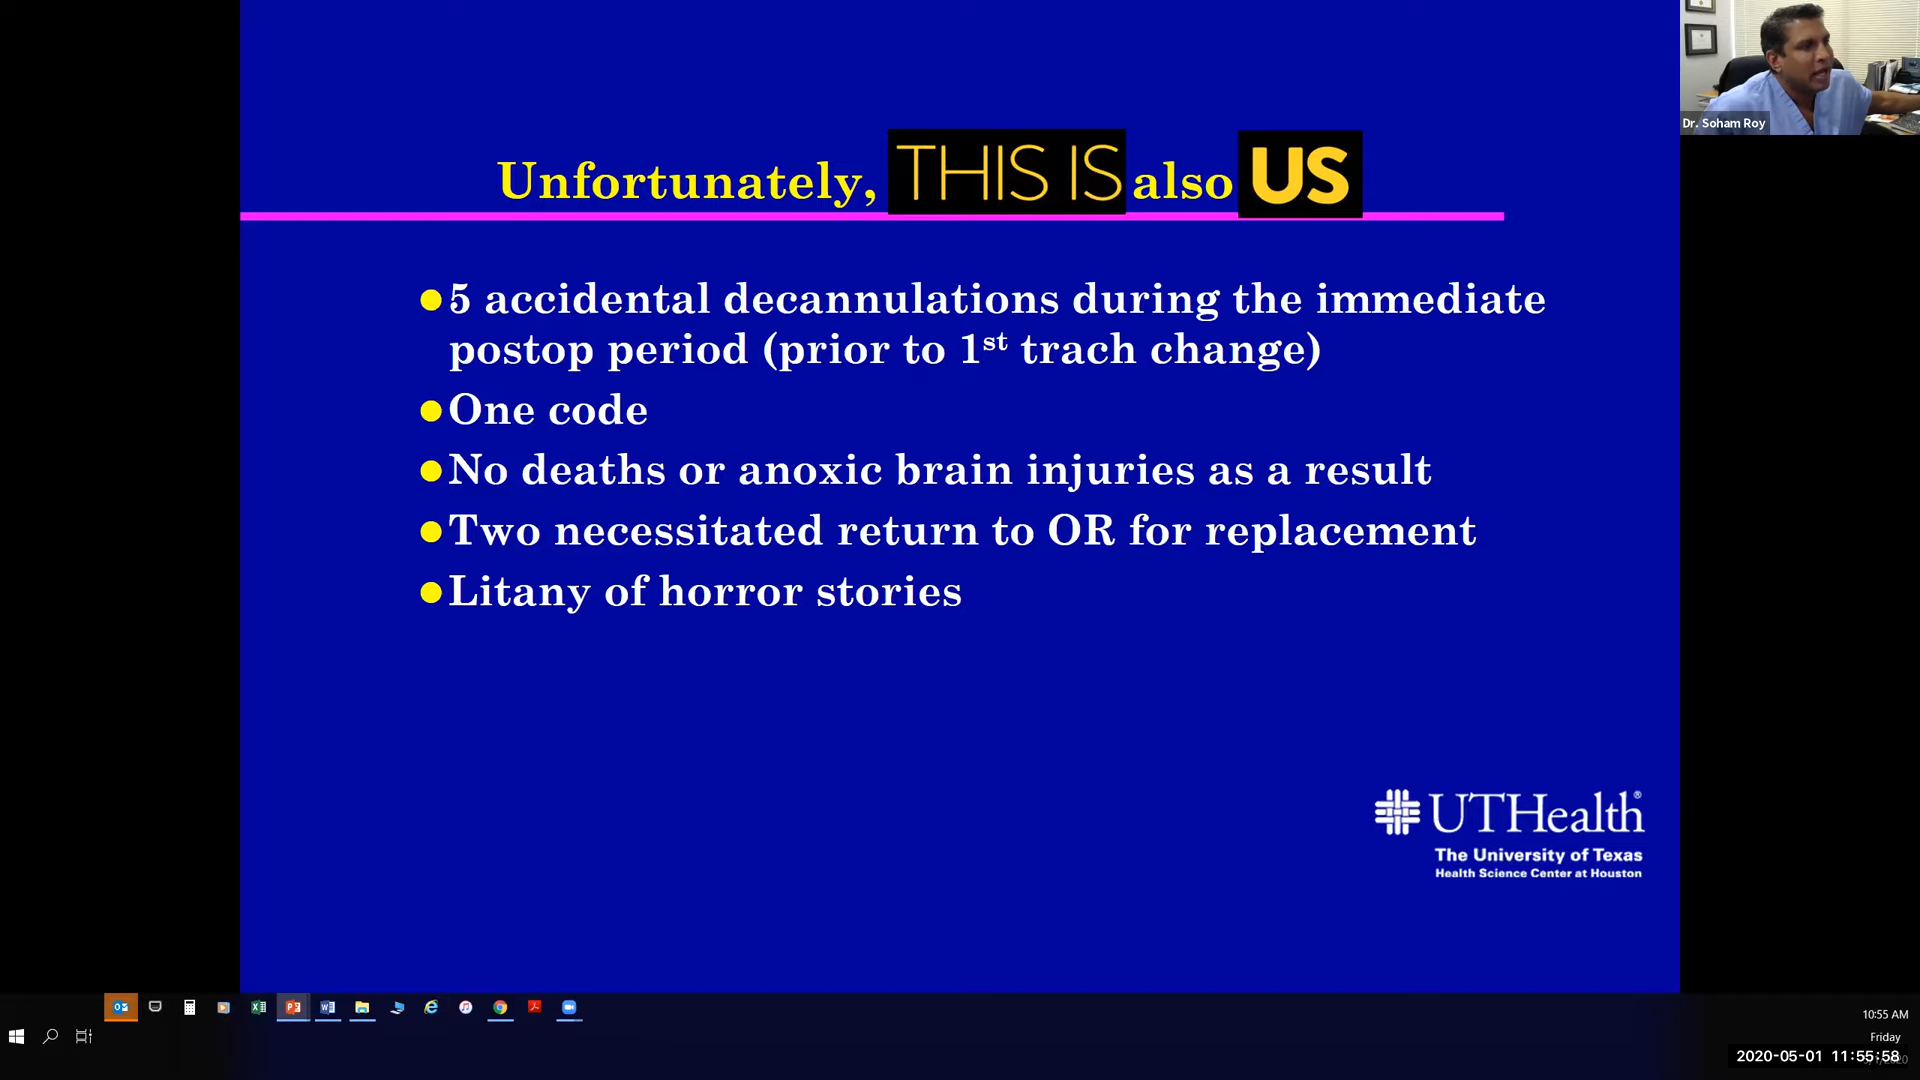 Unfortunately, THIS IS also US
5 accidental decannulations during the immediate
postop period (prior to 1st trach change)
One code
No deaths or anoxic brain injuries as a result
Two necessitated return to OR for replacement
Litany of horror stories
UTHealth®
The University of Texas
Health Science Center at Houston
Dr. Soham Roy
10:55 AM
Friday
2020-05-01 11:55:58